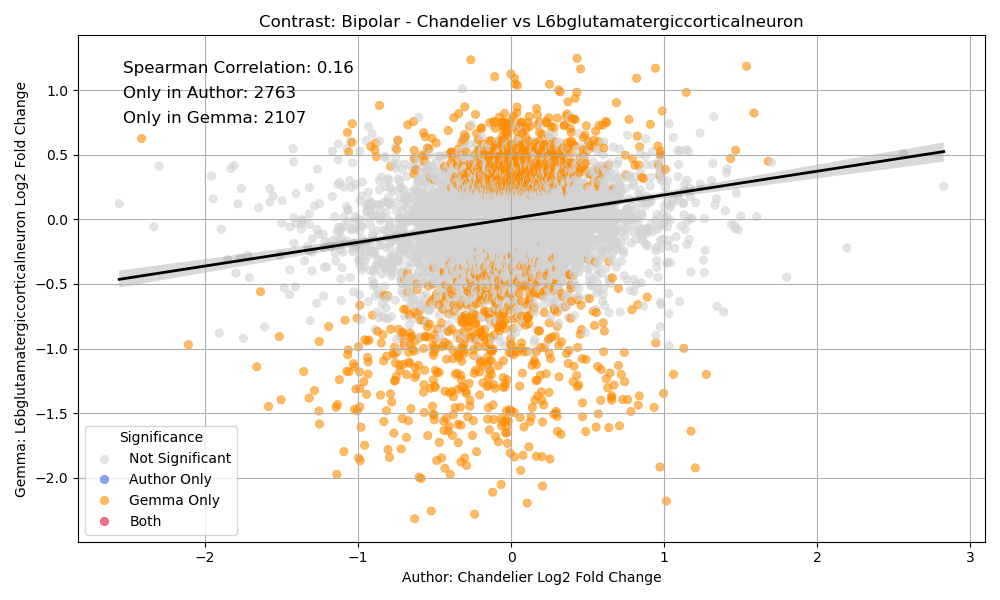 Contrast: Bipolar - Chandelier vs L6bglutamatergiccorticalneuron
Spearman Correlation: 0.16
Only in Author: 2763
Only in Gemma: 2107
Gemma: L6bglutamatergiccorticalneuron Log2 Fold Change
1.0
0.5
0.0
−0.5
−1.0
−1.5
−2.0
Significance
Not Significant
Author Only
Gemma Only
Both
−2
−1
0
1
2
3
Author: Chandelier Log2 Fold Change